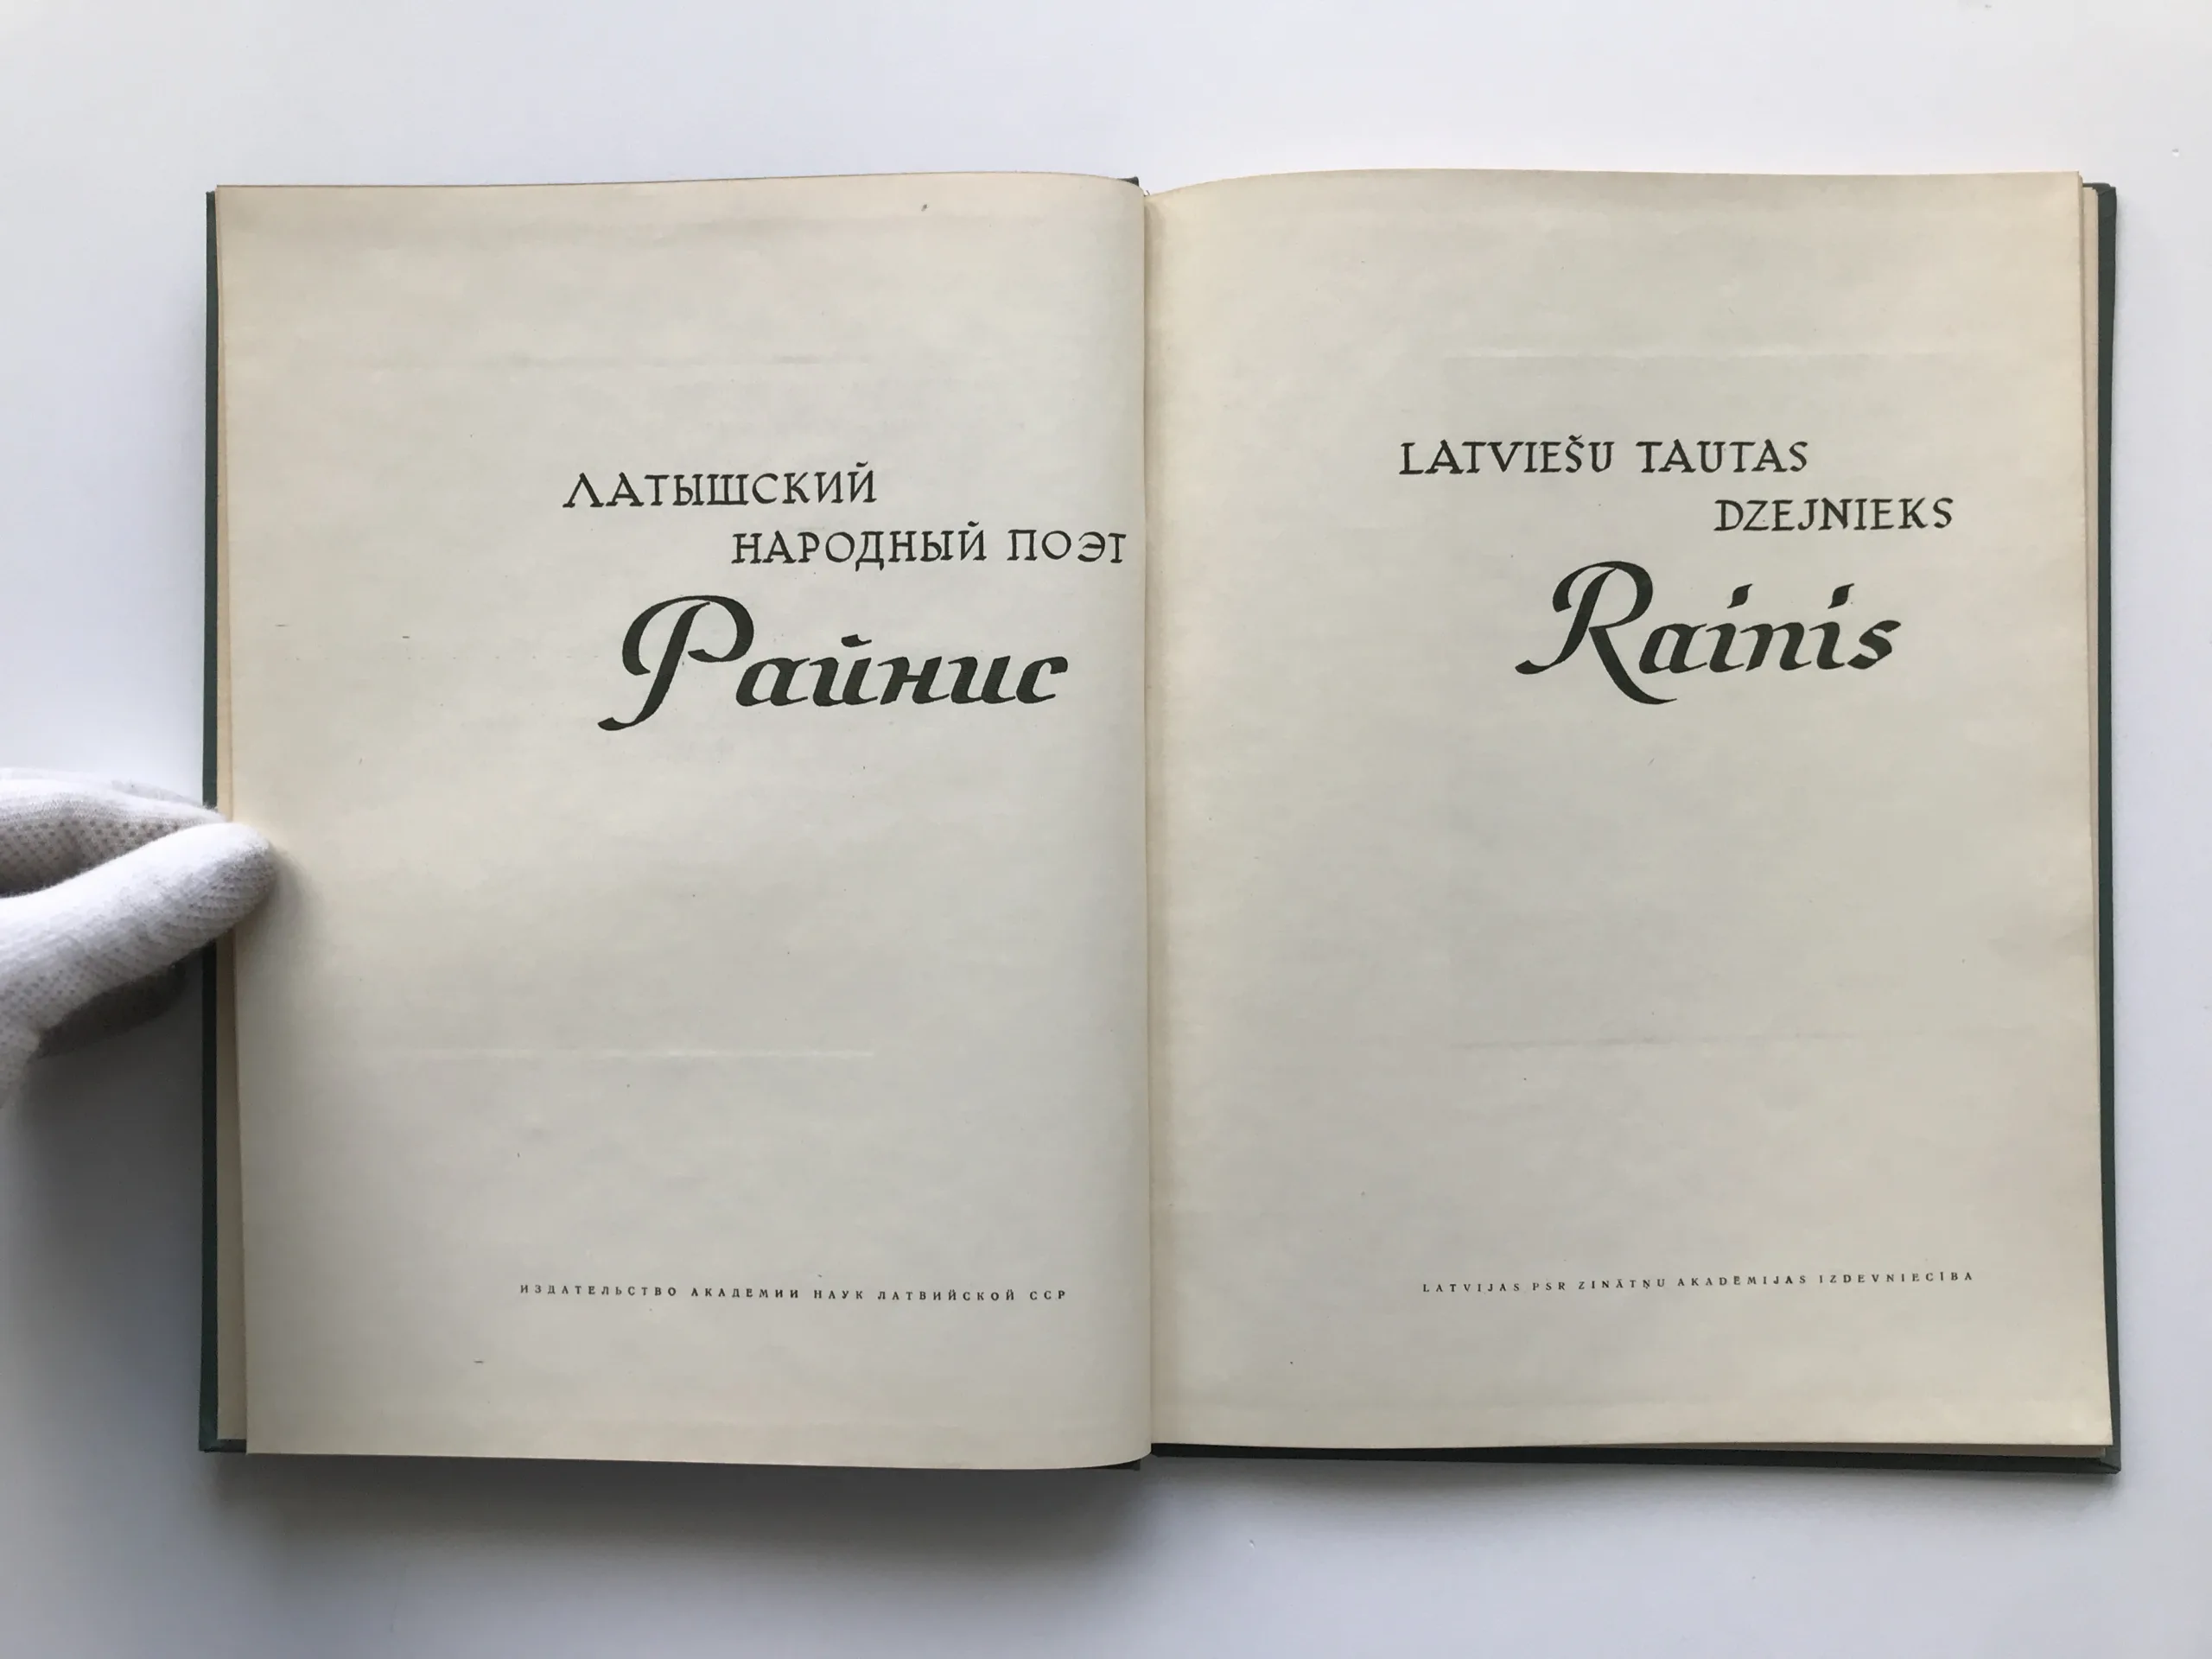 ЛАТЫШСКИЙ
НАРОДНЫЙ ПОЭТ
Райнис
ИЗДАТЕЛЬСТВО АКАДЕМИИ НАУК ЛАТВИЙСКОЙ ССР
LATVIEŠU TAUTAS
DZEJNIEKS
Rainis
LATVIJAS PSR ZINĀTŅU AKADĒMIJAS IZDEVNIECĪBA